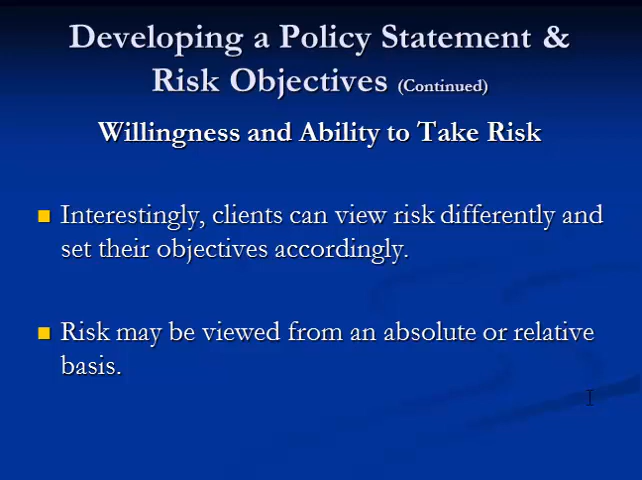 Developing a Policy Statement &
Risk Objectives (Continued)
Willingness and Ability to Take Risk
Interestingly, clients can view risk differently and
set their objectives accordingly.
Risk may be viewed from an absolute or relative
basis.